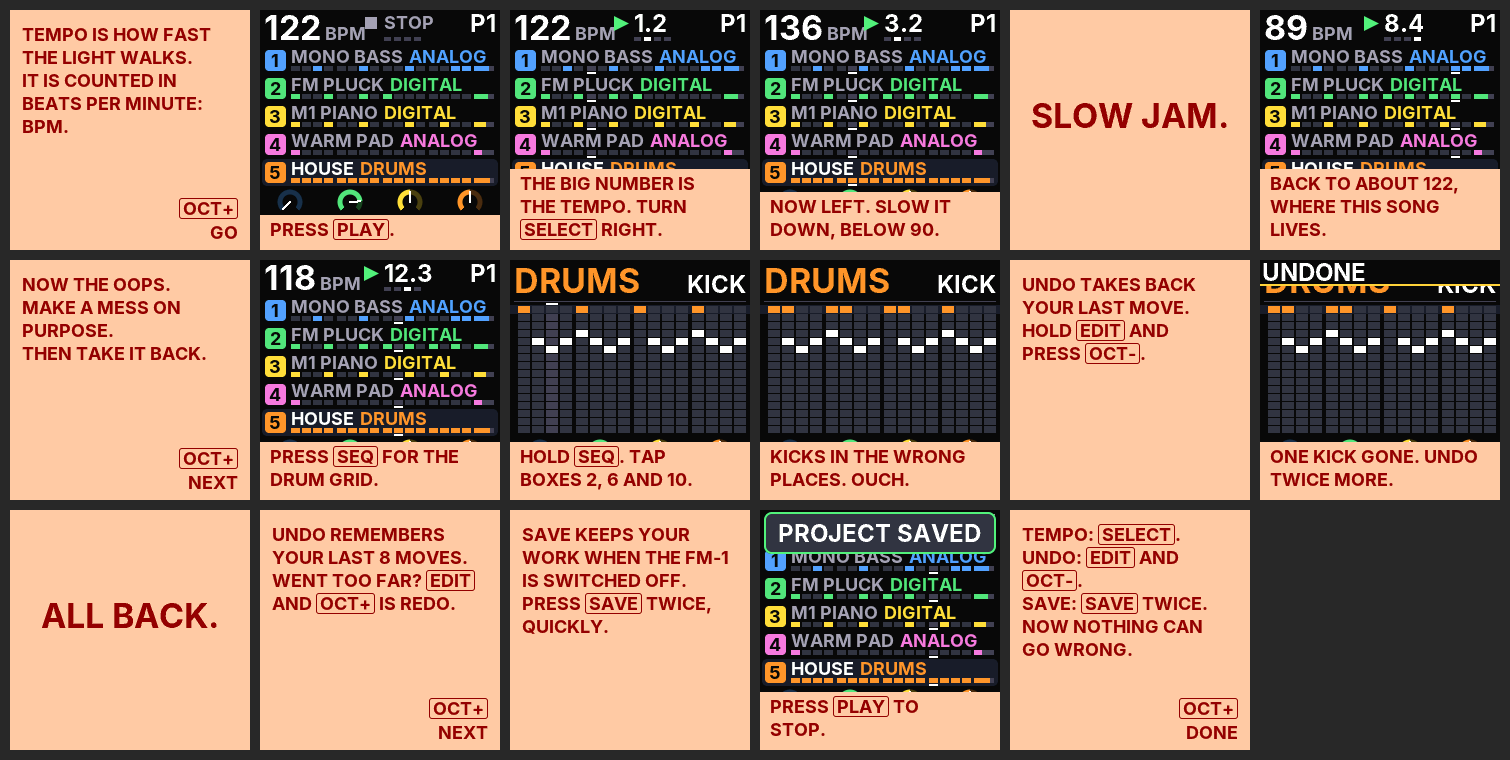 TEMPO IS HOW FAST
THE LIGHT WALKS.
IT IS COUNTED IN
BEATS PER MINUTE:
BPM.
OCT+
GO
122 BPM STOP P1
1 MONO BASS ANALOG
2 FM PLUCK DIGITAL
3 M1 PIANO DIGITAL
4 WARM PAD ANALOG
5 HOUSE DRUMS
PRESS PLAY.
122 BPM 1.2 P1
1 MONO BASS ANALOG
2 FM PLUCK DIGITAL
3 M1 PIANO DIGITAL
4 WARM PAD ANALOG
5 HOUSE DRUMS
THE BIG NUMBER IS
THE TEMPO. TURN
SELECT RIGHT.
136 BPM 3.2 P1
1 MONO BASS ANALOG
2 FM PLUCK DIGITAL
3 M1 PIANO DIGITAL
4 WARM PAD ANALOG
5 HOUSE DRUMS
NOW LEFT. SLOW IT
DOWN, BELOW 90.
SLOW JAM.
89 BPM 8.4 P1
1 MONO BASS ANALOG
2 FM PLUCK DIGITAL
3 M1 PIANO DIGITAL
4 WARM PAD ANALOG
5 HOUSE DRUMS
BACK TO ABOUT 122,
WHERE THIS SONG
LIVES.
NOW THE OOPS.
MAKE A MESS ON
PURPOSE.
THEN TAKE IT BACK.
OCT+
NEXT
118 BPM 12.3 P1
1 MONO BASS ANALOG
2 FM PLUCK DIGITAL
3 M1 PIANO DIGITAL
4 WARM PAD ANALOG
5 HOUSE DRUMS
PRESS SEQ FOR THE
DRUM GRID.
DRUMS KICK
HOLD SEQ. TAP
BOXES 2, 6 AND 10.
DRUMS KICK
KICKS IN THE WRONG
PLACES. OUCH.
UNDO TAKES BACK
YOUR LAST MOVE.
HOLD EDIT AND
PRESS OCT-.
UNDONE
DRUMS KICK
ONE KICK GONE. UNDO
TWICE MORE.
ALL BACK.
UNDO REMEMBERS
YOUR LAST 8 MOVES.
WENT TOO FAR? EDIT
AND OCT+ IS REDO.
OCT+
NEXT
SAVE KEEPS YOUR
WORK WHEN THE FM-1
IS SWITCHED OFF.
PRESS SAVE TWICE,
QUICKLY.
PROJECT SAVED
1 MONO BASS ANALOG
2 FM PLUCK DIGITAL
3 M1 PIANO DIGITAL
4 WARM PAD ANALOG
5 HOUSE DRUMS
PRESS PLAY TO
STOP.
TEMPO: SELECT.
UNDO: EDIT AND
OCT-.
SAVE: SAVE TWICE.
NOW NOTHING CAN
GO WRONG.
OCT+
DONE